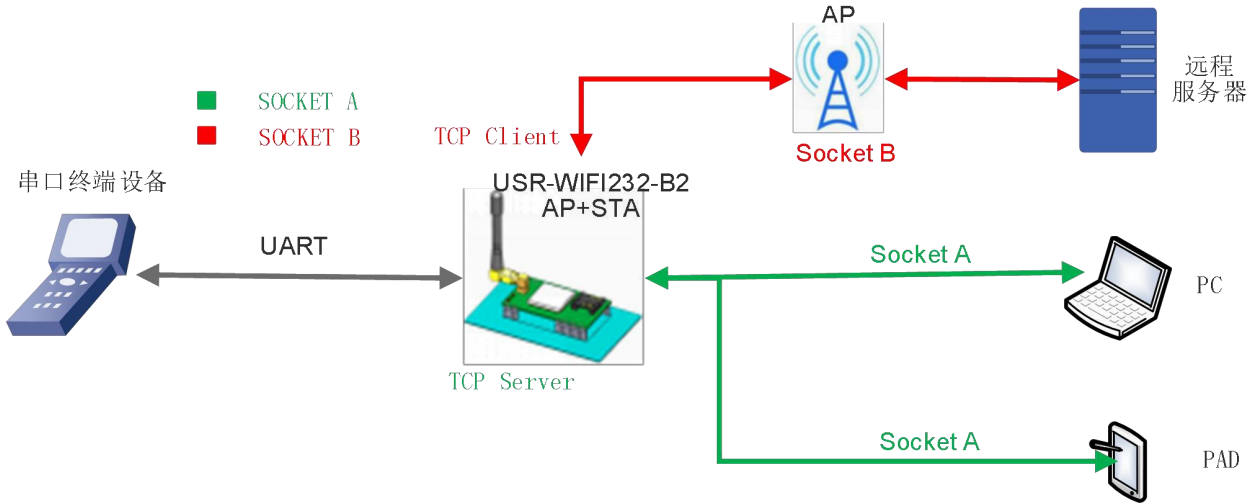 AP
远程
服务器
SOCKET A
SOCKET B
TCP Client
Socket B
串口终端设备
USR-WIFI232-B2
AP+STA
UART
Socket A
PC
TCP Server
Socket A
PAD